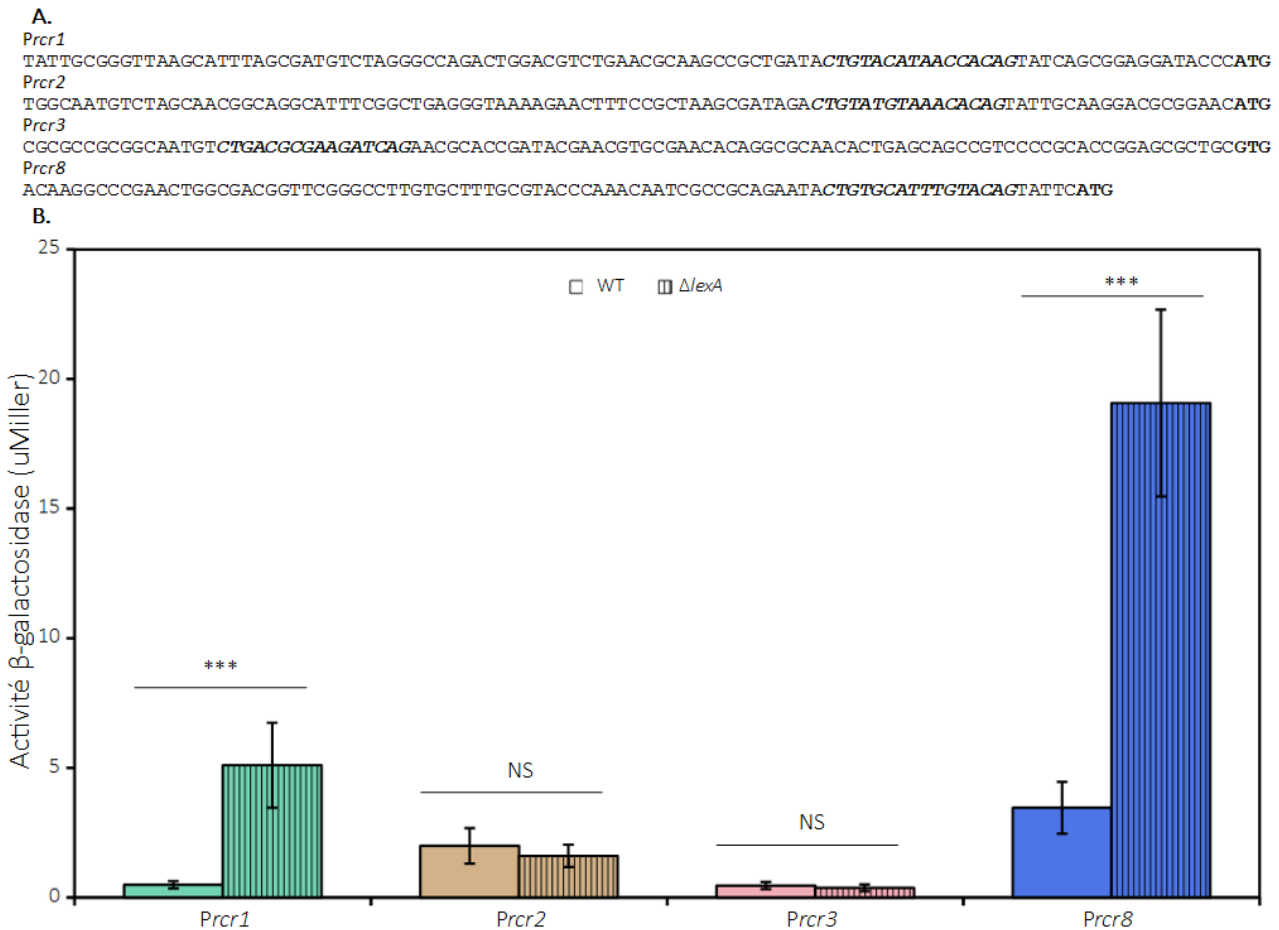 A.
Prcr1
TATTGCGGGTTAAGCATTTAGCGATGTCTAGGGCCAGACTGGACGTCTGAACGCAAGCCGCTGATACTGTACATAACCACAGTATCAGCGGAGGATACCCATG
Prcr2
TGGCAATGTCTAGCAACGGCAGGCATTTCGGCTGAGGGTAAAAGAACTTTCCGCTAAGCGATAGACTGTATGTAAACACAGTATTGCAAGGACGCGGAACATG
Prcr3
CGCGCCGCGGCAATGTCTGACGCGAAGATCAGAACGCACCGATACGAACGTGCGAACACAGGCGCAACACTGAGCAGCCGTCCCCGCACCGGAGCGCTGCGTG
Prcr8
ACAAGGCCCGAACTGGCGACGGTTCGGGCCTTGTGCTTTGCGTACCCAAACAATCGCCGCAGAATACTGTGCATTTGTACAGTATTCATG
B.
25
WT ΔlexA
***
20
15
10
***
5
NS
NS
0
Prcr1 Prcr2 Prcr3 Prcr8
Activité β-galactosidase (uMiller)